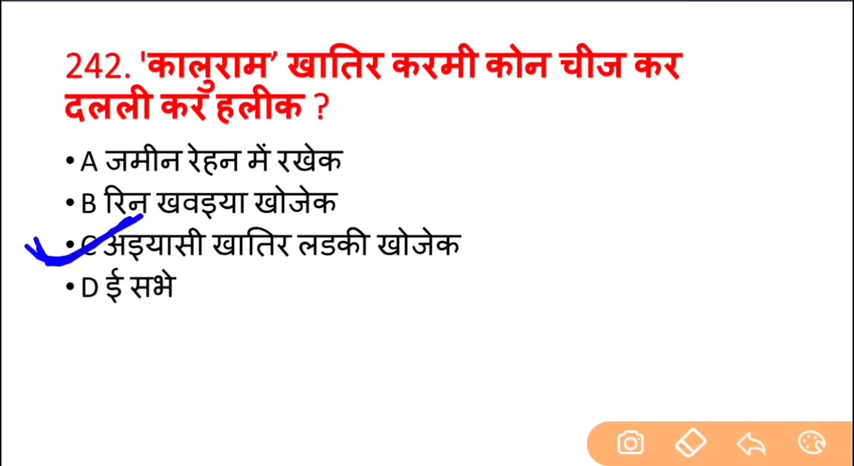 242. 'कालुराम’ खातिर करमी कोन चीज कर
दलली कर हलीक ?
• A जमीन रेहन में रखेक
• B रिन खवइया खोजेक
• C अइयासी खातिर लडकी खोजेक
• D ई सभे